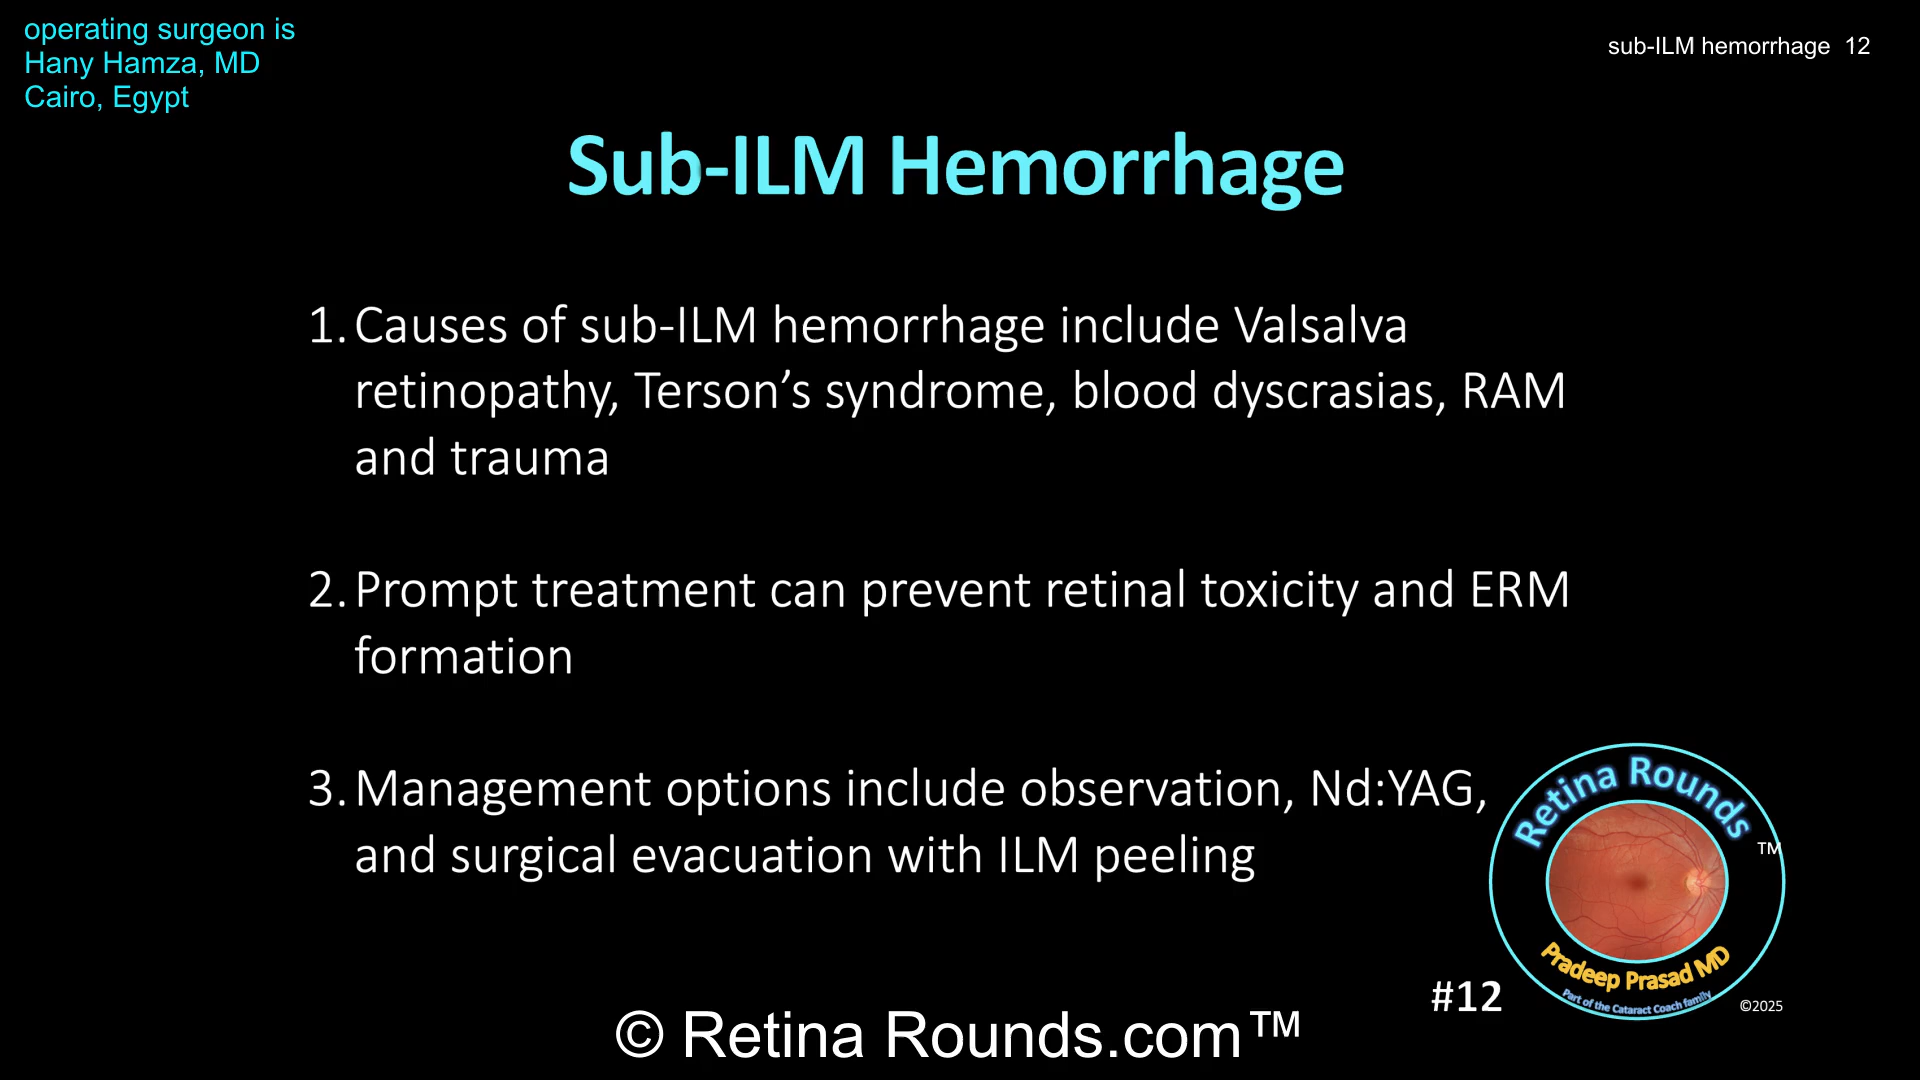 operating surgeon is
Hany Hamza, MD
Cairo, Egypt
sub-ILM hemorrhage 12
Sub-ILM Hemorrhage
1. Causes of sub-ILM hemorrhage include Valsalva
retinopathy, Terson’s syndrome, blood dyscrasias, RAM
and trauma
2. Prompt treatment can prevent retinal toxicity and ERM
formation
3. Management options include observation, Nd:YAG,
and surgical evacuation with ILM peeling
Retina Rounds
TM
Pradeep Prasad MD
Part of the Cataract Coach family
©2025
#12
© Retina Rounds.com™